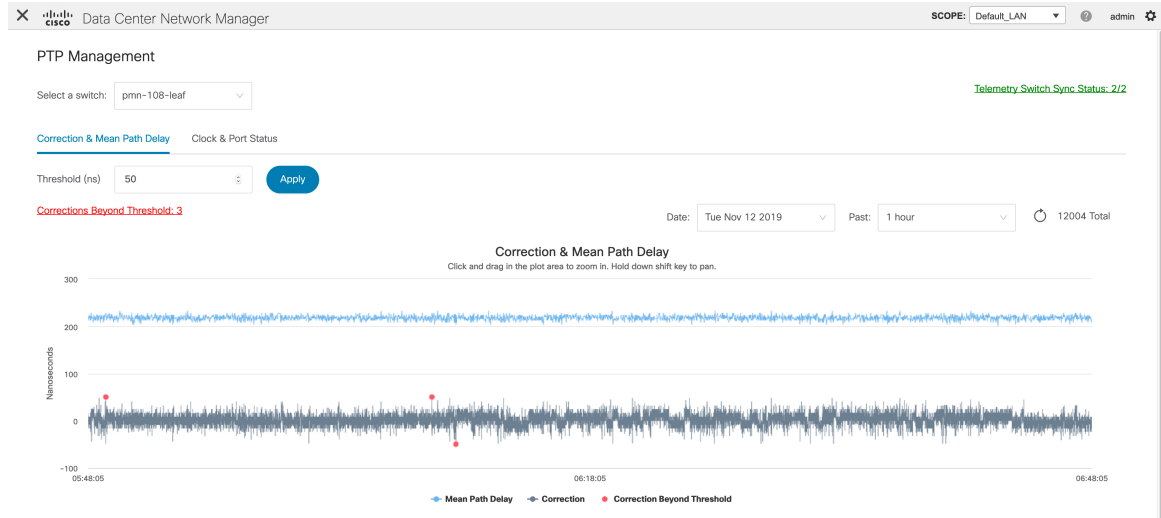 CISCO Data Center Network Manager SCOPE: Default_LAN admin
PTP Management
Select a switch: pmn-108-leaf Telemetry Switch Sync Status: 2/2
Correction & Mean Path Delay Clock & Port Status
Threshold (ns) 50 Apply
Corrections Beyond Threshold: 3
Date: Tue Nov 12 2019 Past: 1 hour 12004 Total
Correction & Mean Path Delay
Click and drag in the plot area to zoom in. Hold down shift key to pan.
300
200
100
0
-100
Nanoseconds
05:48:05 06:18:05 06:48:05
Mean Path Delay Correction Correction Beyond Threshold